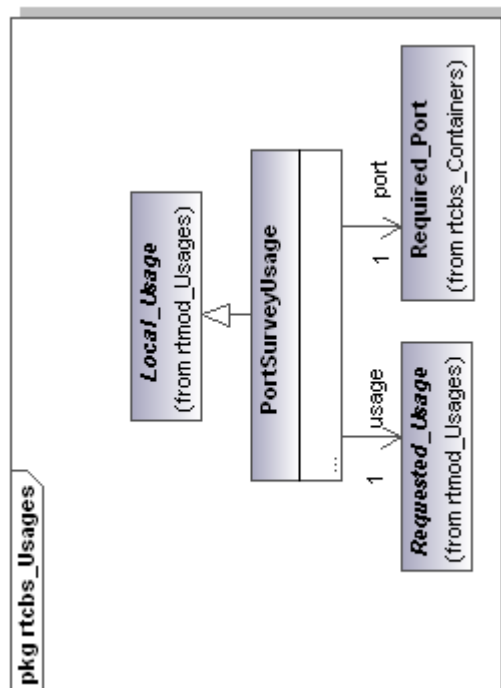 pkg rtcbs_Usages
Local_Usage
(from rtmod_Usages)
PortSurveyUsage
...
1
usage
1
port
Requested_Usage
(from rtmod_Usages)
Required_Port
(from rtcbs_Containers)